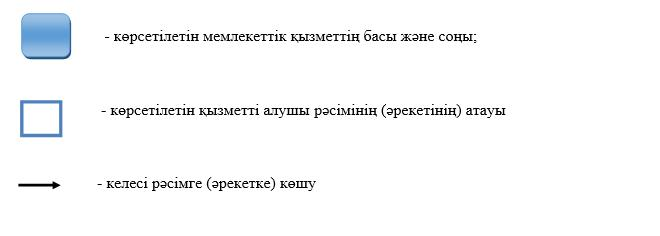 - көрсетілетін мемлекеттік қызметтің басы және соңы;
- көрсетілетін қызметті алушы рәсімінің (әрекетінің) атауы
- келесі рәсімге (әрекетке) көшу